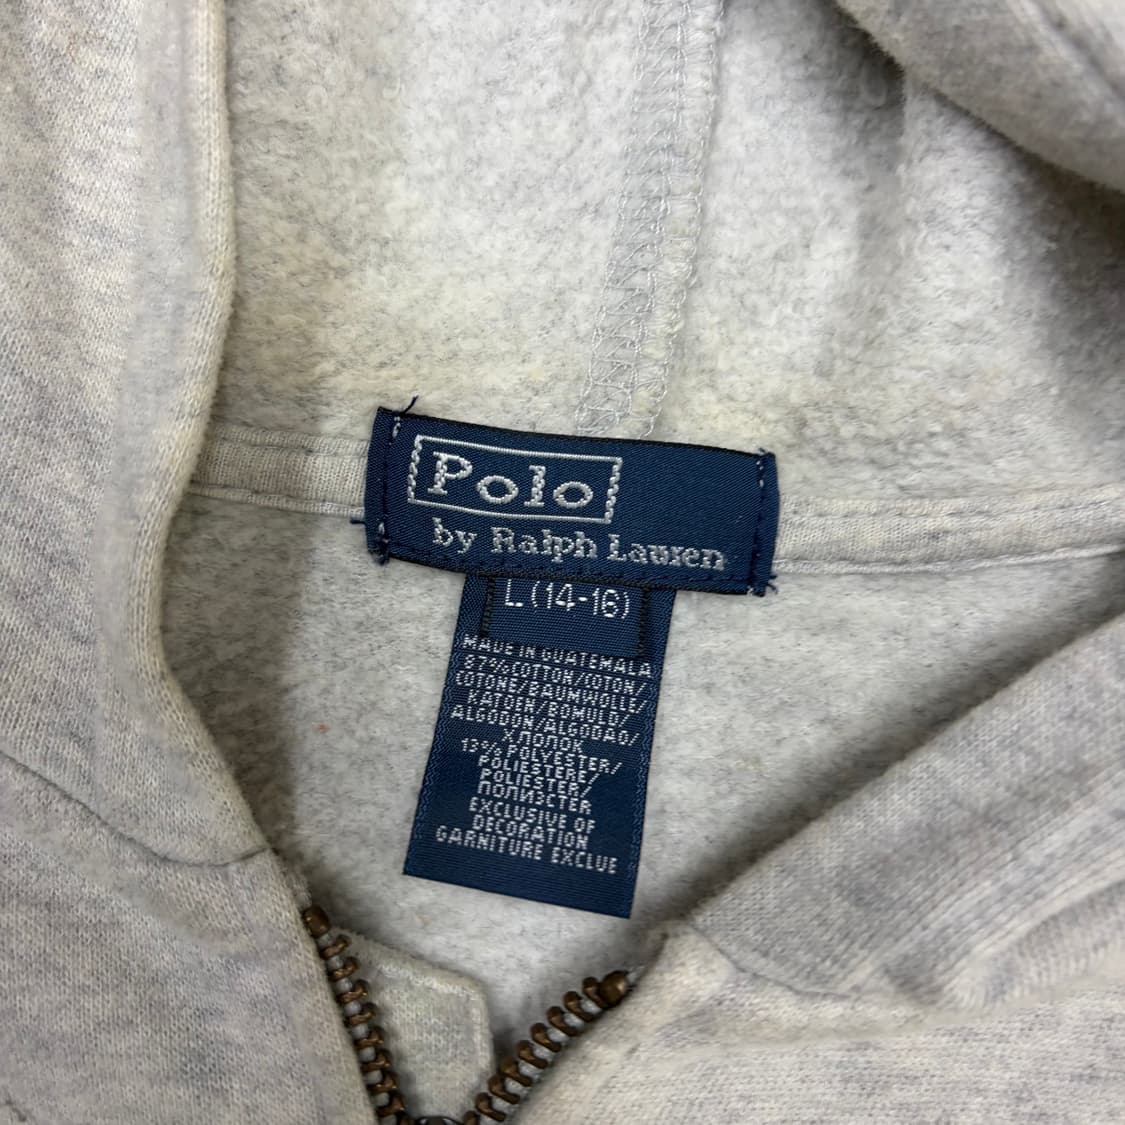 Polo
by Ralph Lauren
L (14-16)
MADE IN GUATEMALA
87% COTTON/COTON/
COTONE/BAUMWOLLE/
KATOEN/BOMULD/
ALGODON/ALGODAO/
ХЛОПОК
13% POLYESTER/
POLIESTERE/
POLIESTER/
ПОЛИЭСТЕR
EXCLUSIVE OF
DECORATION
GARNITURE EXCLUE